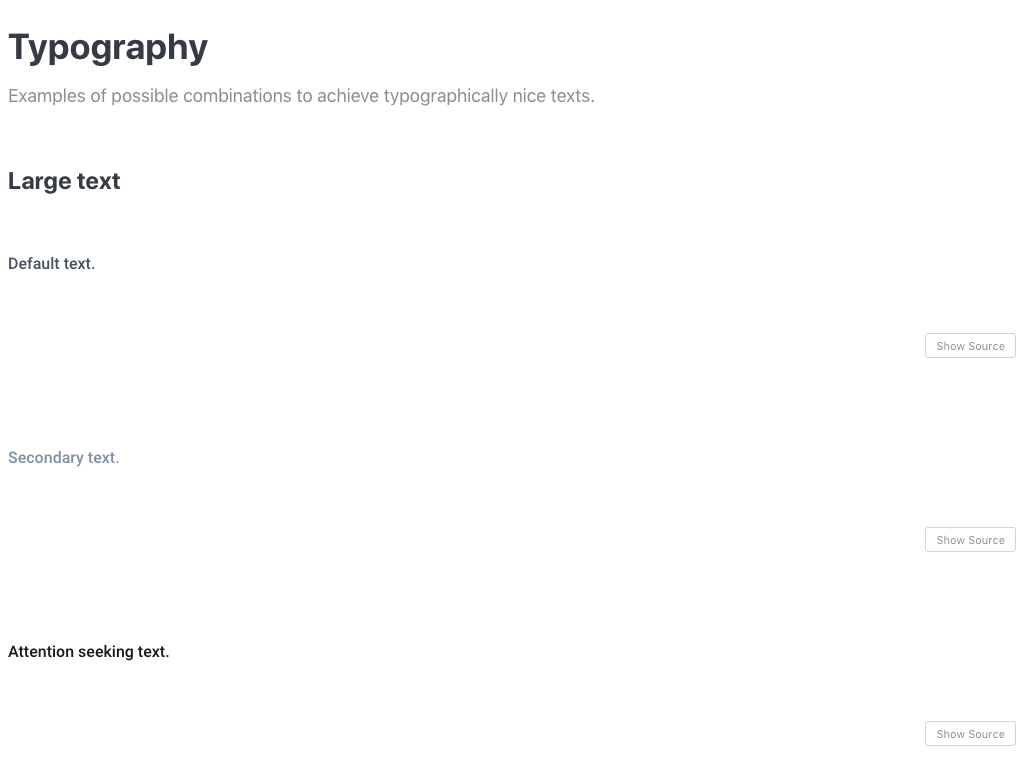 Typography
Examples of possible combinations to achieve typographically nice texts.
Large text
Default text.
Show Source
Secondary text.
Show Source
Attention seeking text.
Show Source